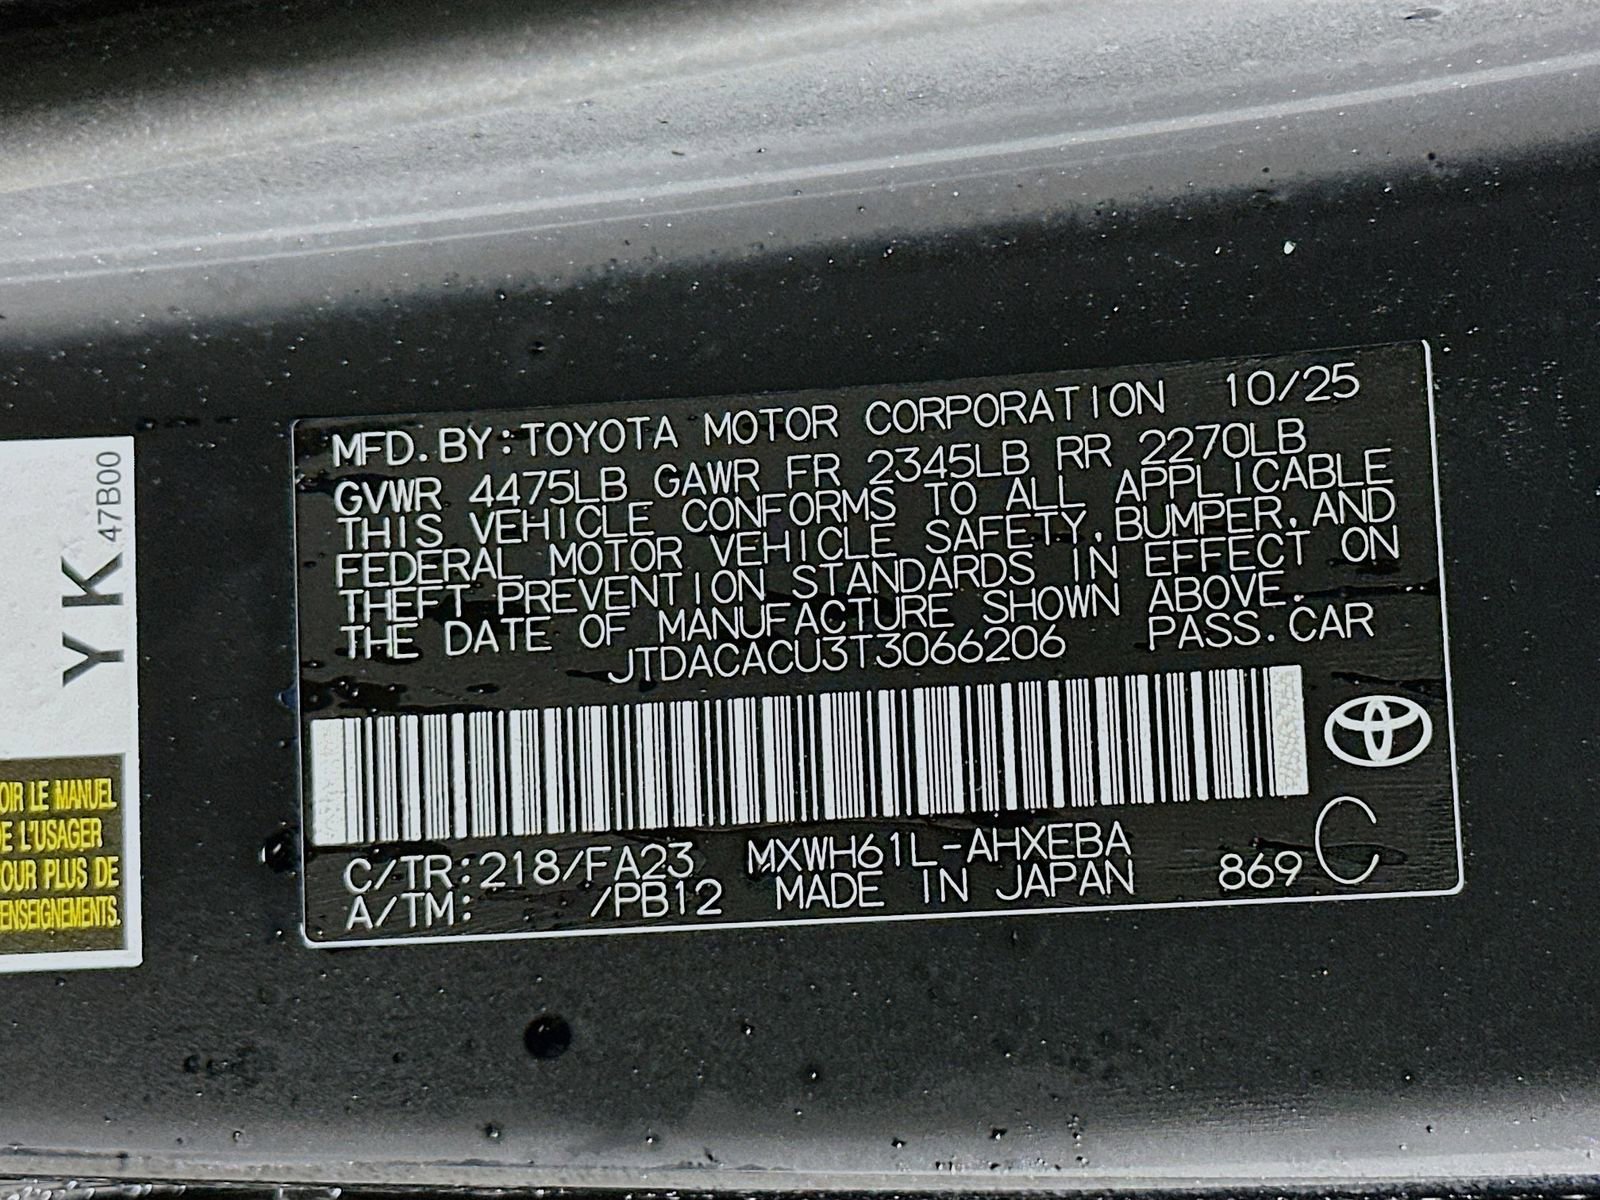 MFD. BY: TOYOTA MOTOR CORPORATION 10/25
GVWR 4475LB GAWR FR 2345LB RR 2270LB
THIS VEHICLE CONFORMS TO ALL APPLICABLE
FEDERAL MOTOR VEHICLE SAFETY, BUMPER, AND
THEFT PREVENTION STANDARDS IN EFFECT ON
THE DATE OF MANUFACTURE SHOWN ABOVE.
JTDACACU3T3066206 PASS. CAR
C/TR: 218/FA23 MXWH61L-AHXEBA
A/TM: /PB12 MADE IN JAPAN 869 C
YK 47B00
OIR LE MANUEL
DE L'USAGER
POUR PLUS DE
ENSEIGNEMENTS.